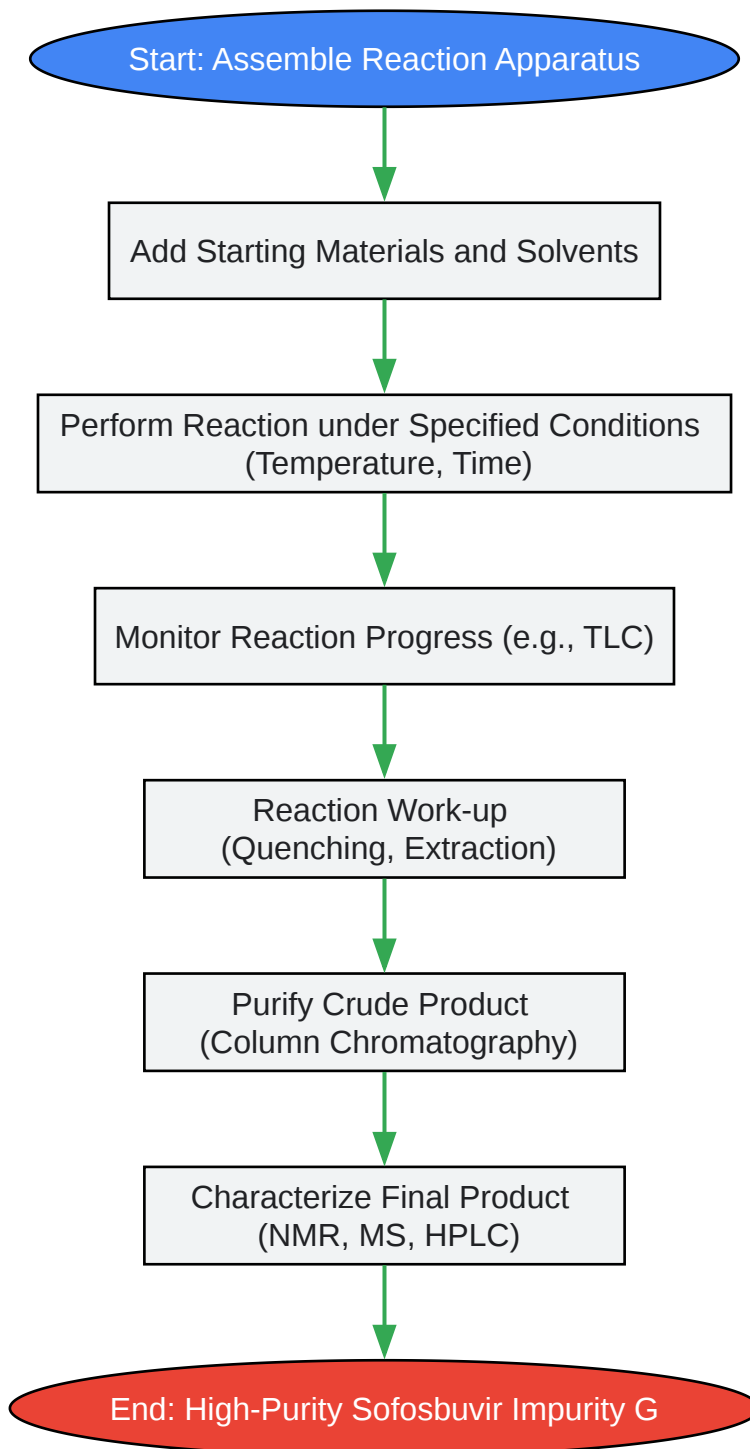 Start: Assemble Reaction Apparatus
Add Starting Materials and Solvents
Perform Reaction under Specified Conditions
(Temperature, Time)
Monitor Reaction Progress (e.g., TLC)
Reaction Work-up
(Quenching, Extraction)
Purify Crude Product
(Column Chromatography)
Characterize Final Product
(NMR, MS, HPLC)
End: High-Purity Sofosbuvir Impurity G